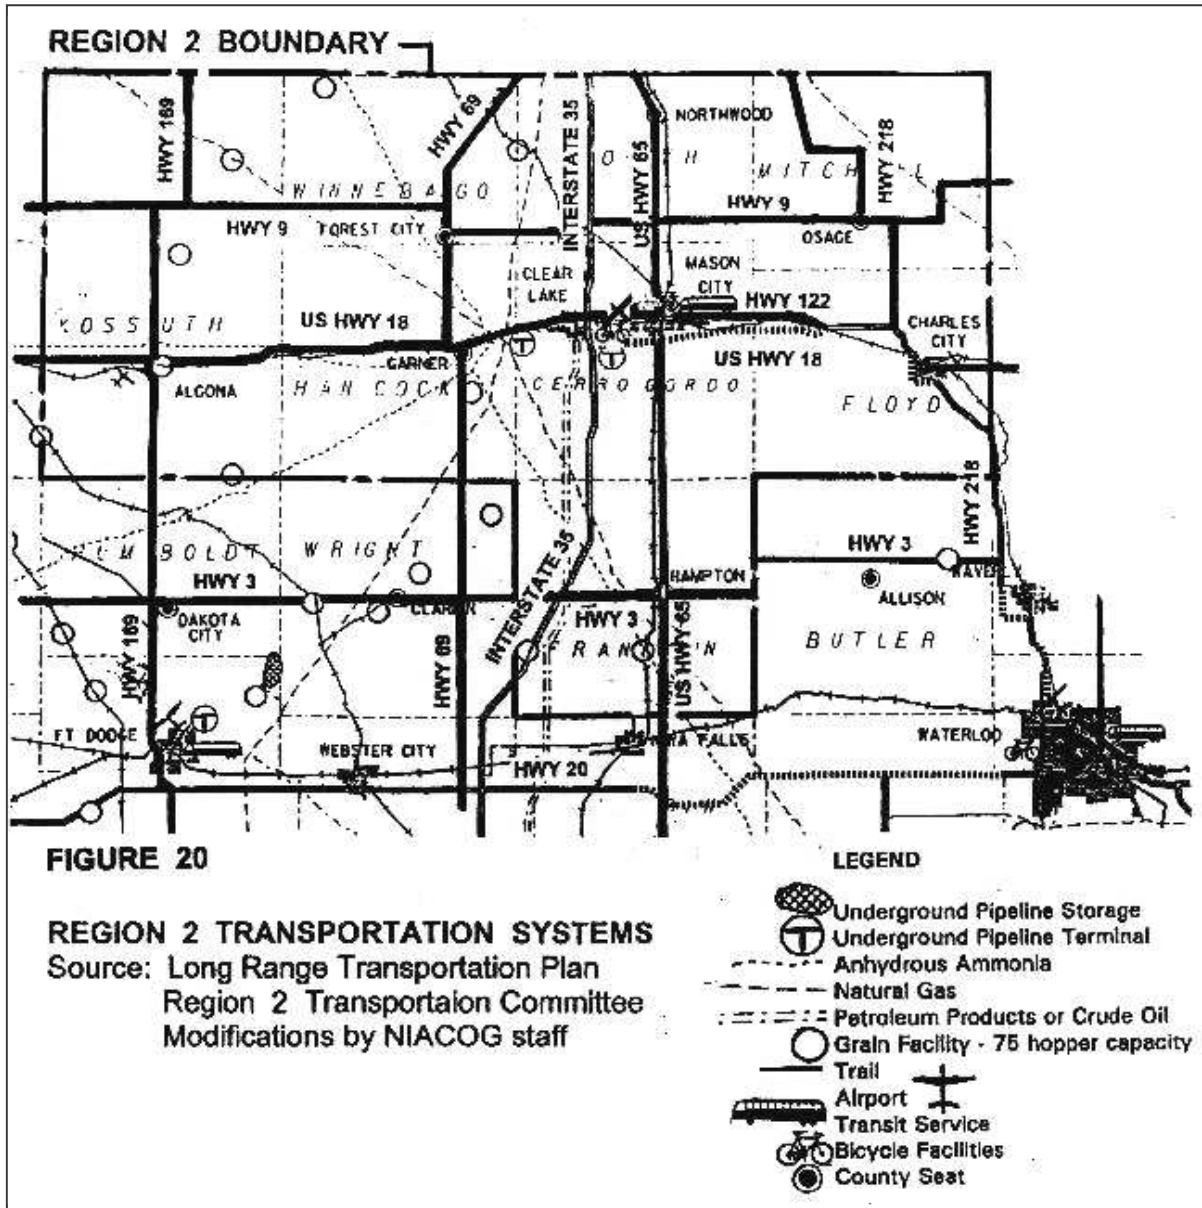 REGION 2 BOUNDARY
HWY 169
HWY 69
INTERSTATE 35
US HWY 65
NORTHWOOD
HWY 218
WINNEBAGO
HWY 9
FOREST CITY
HWY 9
OSAGE
CLEAR
LAKE
MASON
CITY
HWY 122
KOSSUTH
US HWY 18
GARNER
CHARLES
CITY
US HWY 18
ALGONA
HANCOCK
CERRO GORDO
FLOYD
HWY 218
WRIGHT
HWY 3
HWY 3
HAMPTON
ALLISON
DAKOTA
CITY
HWY 3
INTERSTATE 35
BUTLER
HWY 169
HWY 69
US HWY 65
FT DODGE
WEBSTER CITY
HWY 20
WATERLOO
FIGURE 20
REGION 2 TRANSPORTATION SYSTEMS
Source: Long Range Transportation Plan
Region 2 Transportaion Committee
Modifications by NIACOG staff
LEGEND
Underground Pipeline Storage
T Underground Pipeline Terminal
Anhydrous Ammonia
Natural Gas
Petroleum Products or Crude Oil
Grain Facility - 75 hopper capacity
Trail
Airport
Transit Service
Bicycle Facilities
County Seat